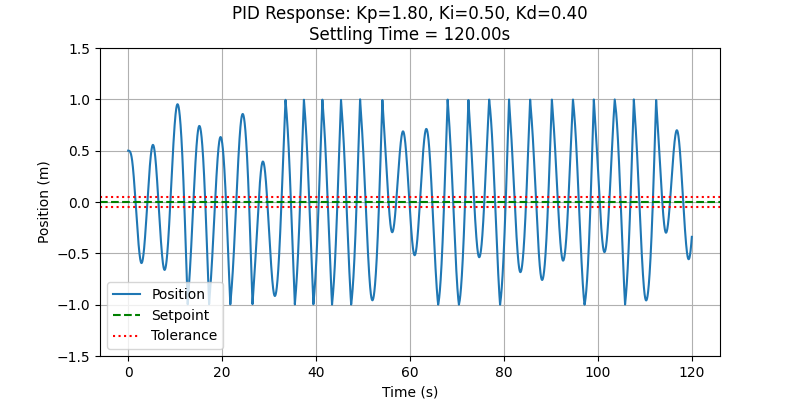 PID Response: Kp=1.80, Ki=0.50, Kd=0.40
Settling Time = 120.00s
1.5
1.0
0.5
0.0
−0.5
−1.0
−1.5
Position (m)
Position
Setpoint
Tolerance
0
20
40
60
80
100
120
Time (s)